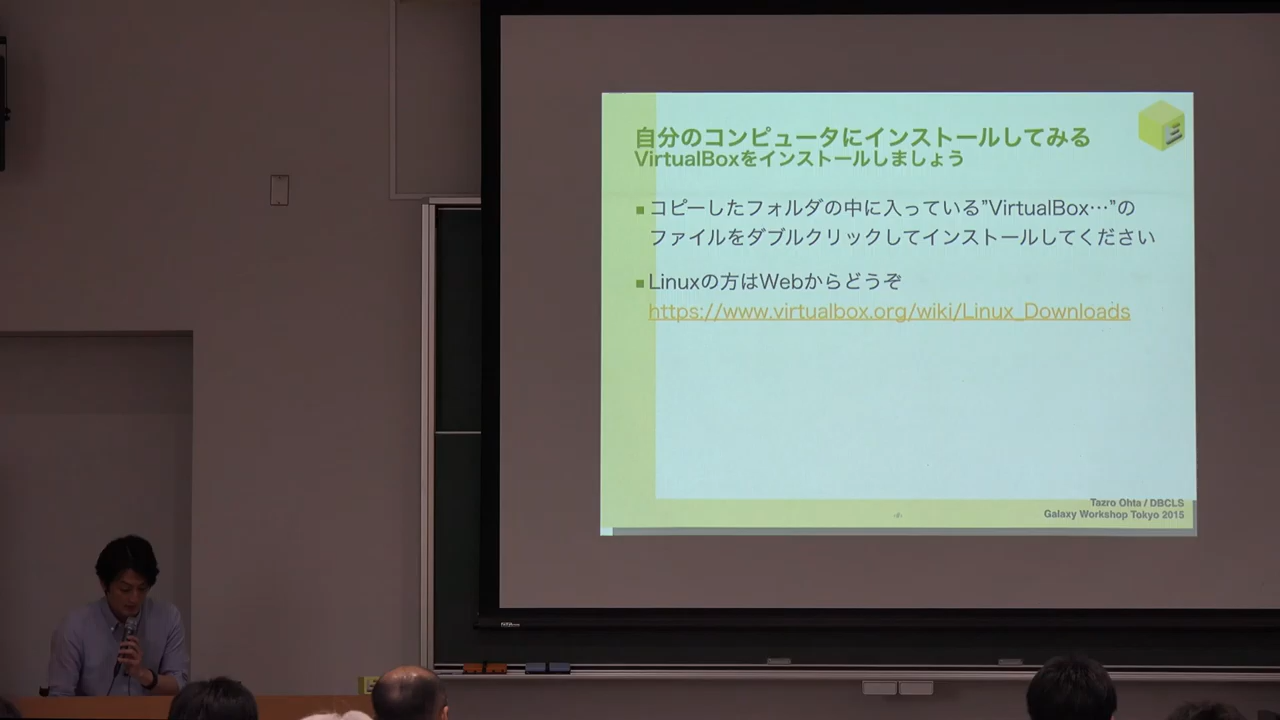 自分のコンピュータにインストールしてみる
VirtualBoxをインストールしましょう
コピーしたフォルダの中に入っている”VirtualBox…”の
ファイルをダブルクリックしてインストールしてください
Linuxの方はWebからどうぞ
https://www.virtualbox.org/wiki/Linux_Downloads
Tazro Ohta / DBCLS
Galaxy Workshop Tokyo 2015